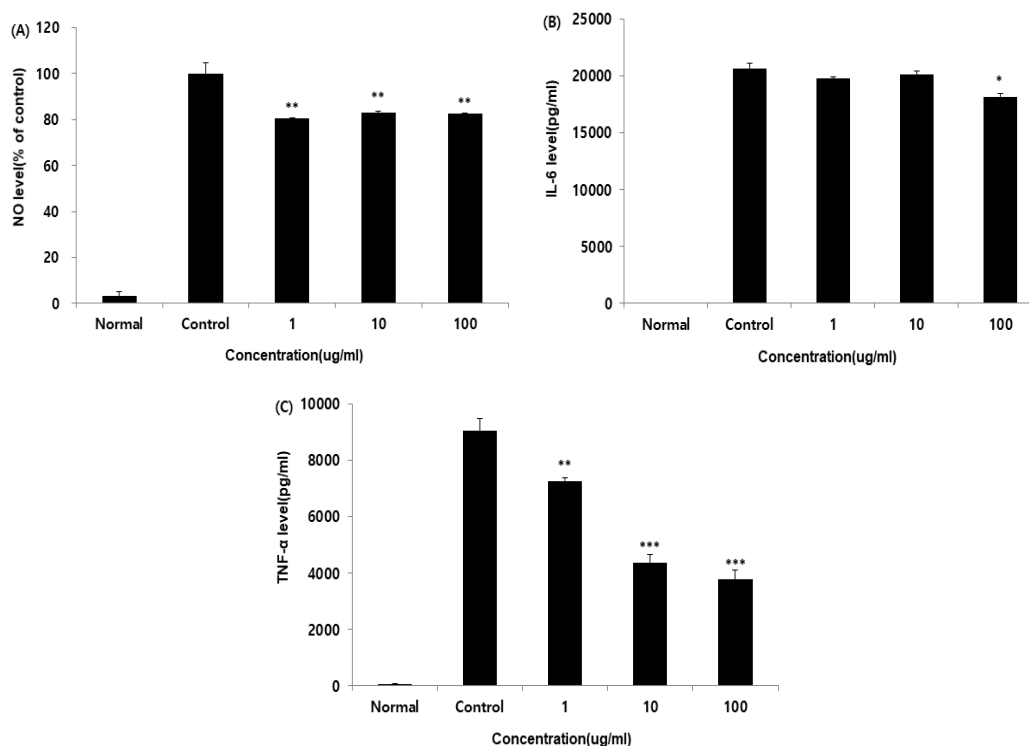 (A)
NO level(% of control)
120
100
80
60
40
20
0
**
**
**
Normal Control 1 10 100
Concentration(ug/ml)
(B)
IL-6 level(pg/ml)
25000
20000
15000
10000
5000
0
*
Normal Control 1 10 100
Concentration(ug/ml)
(C)
TNF-α level(pg/ml)
10000
8000
6000
4000
2000
0
**
***
***
Normal Control 1 10 100
Concentration(ug/ml)